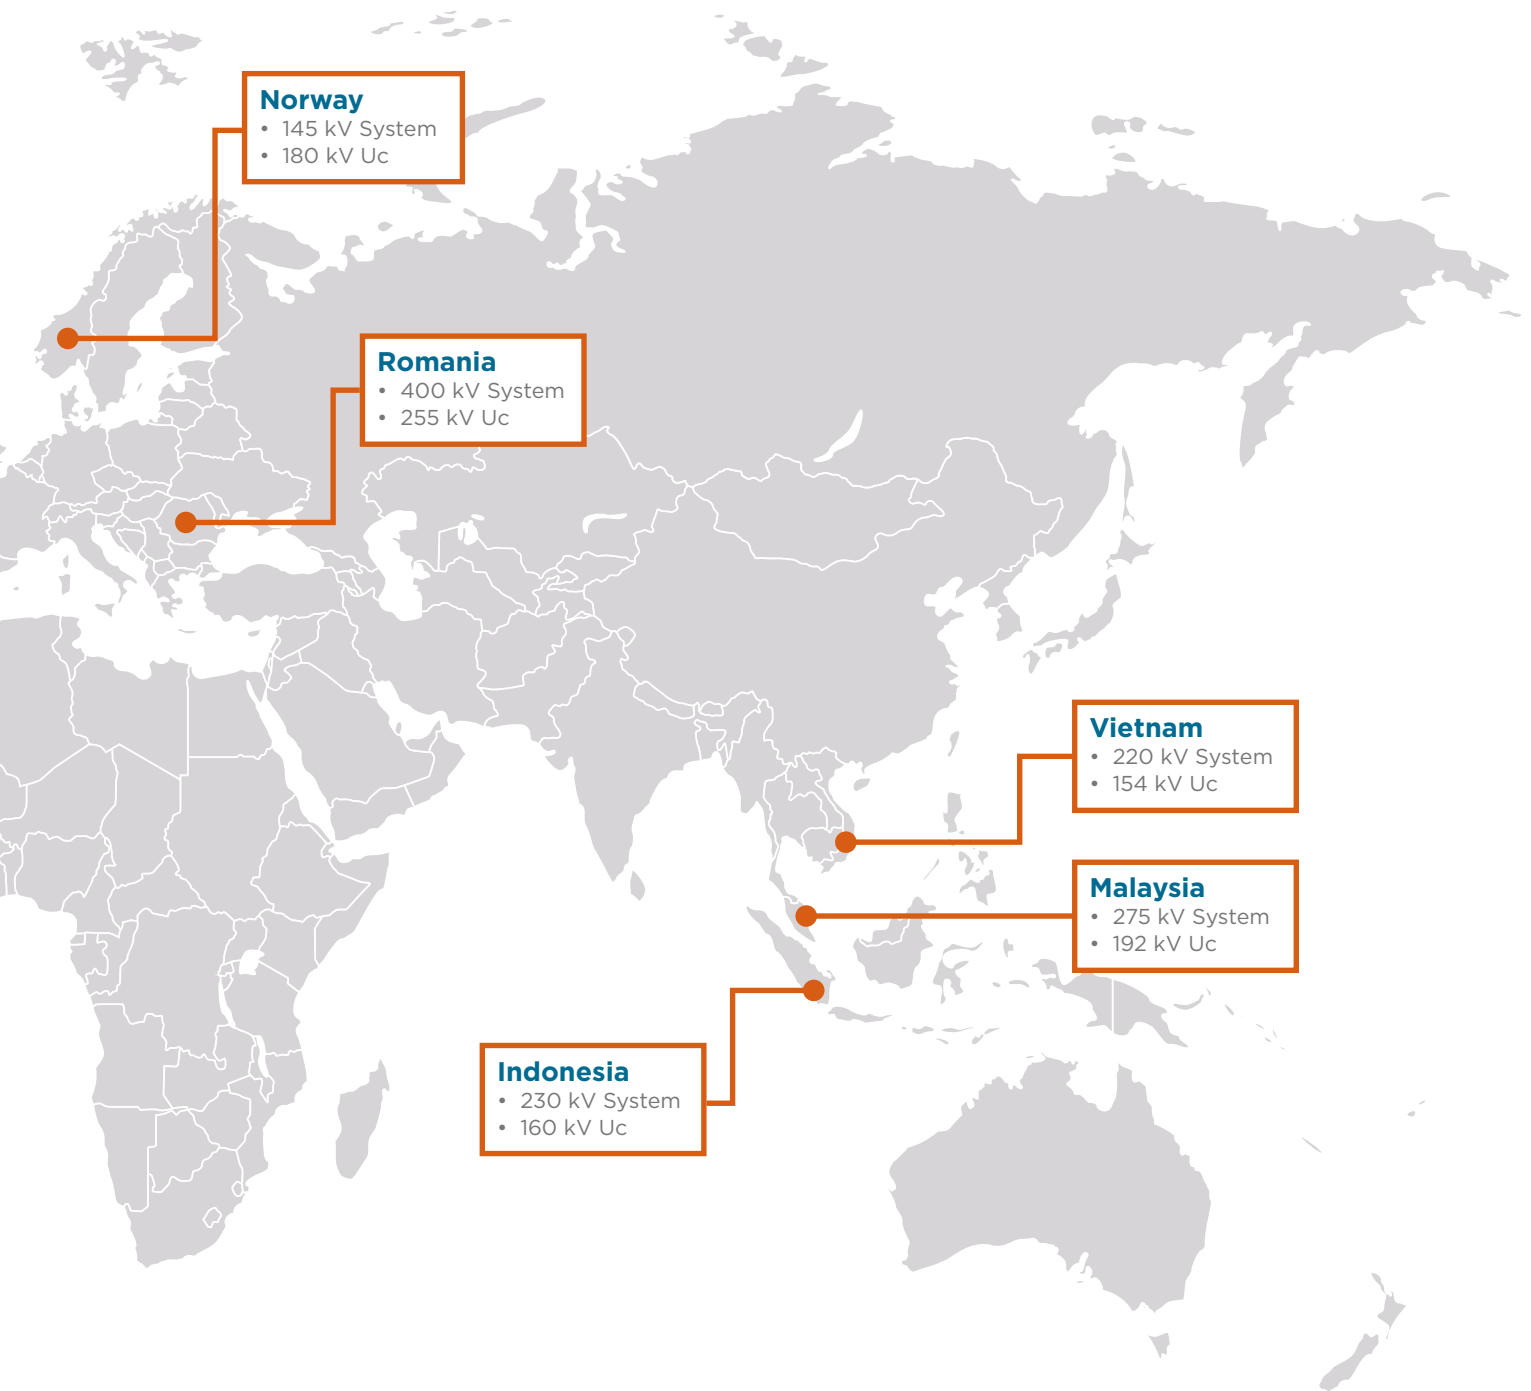 Norway
• 145 kV System
• 180 kV Uc
Romania
• 400 kV System
• 255 kV Uc
Vietnam
• 220 kV System
• 154 kV Uc
Malaysia
• 275 kV System
• 192 kV Uc
Indonesia
• 230 kV System
• 160 kV Uc